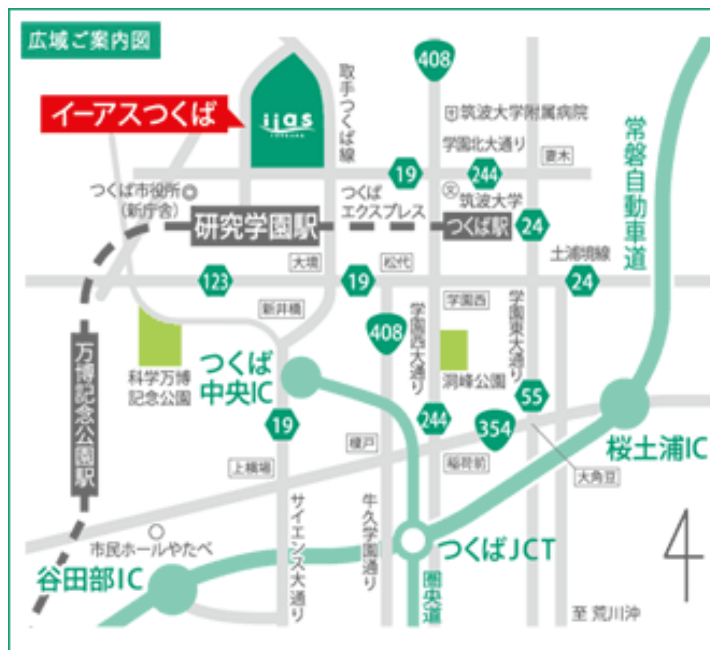 広域ご案内図
イーアスつくば
iias
取手つくば線
408
筑波大学附属病院
学園北大通り
妻木
19
244
常磐自動車道
つくば市役所
(新庁舎)
つくば
エクスプレス
文
筑波大学
研究学園駅
つくば駅
24
大境
松代
土浦境線
123
19
24
新井橋
学園西
408
学園西大通り
学園東大通り
科学万博
記念公園
つくば
中央IC
洞峰公園
万博記念公園駅
19
244
354
55
榎戸
桜土浦IC
上横場
稲荷前
大角豆
サイエンス大通り
牛久学園通り
市民ホールやたべ
つくばJCT
4
谷田部IC
圏央道
至 荒川沖